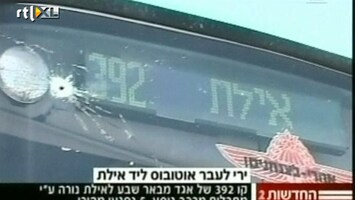 rtl XL
392 אילת
ירי לעבר אוטובוס ליד אילת
החדשות 2
קו 392 של אגד מבאר שבע לאילת נורה ע"י